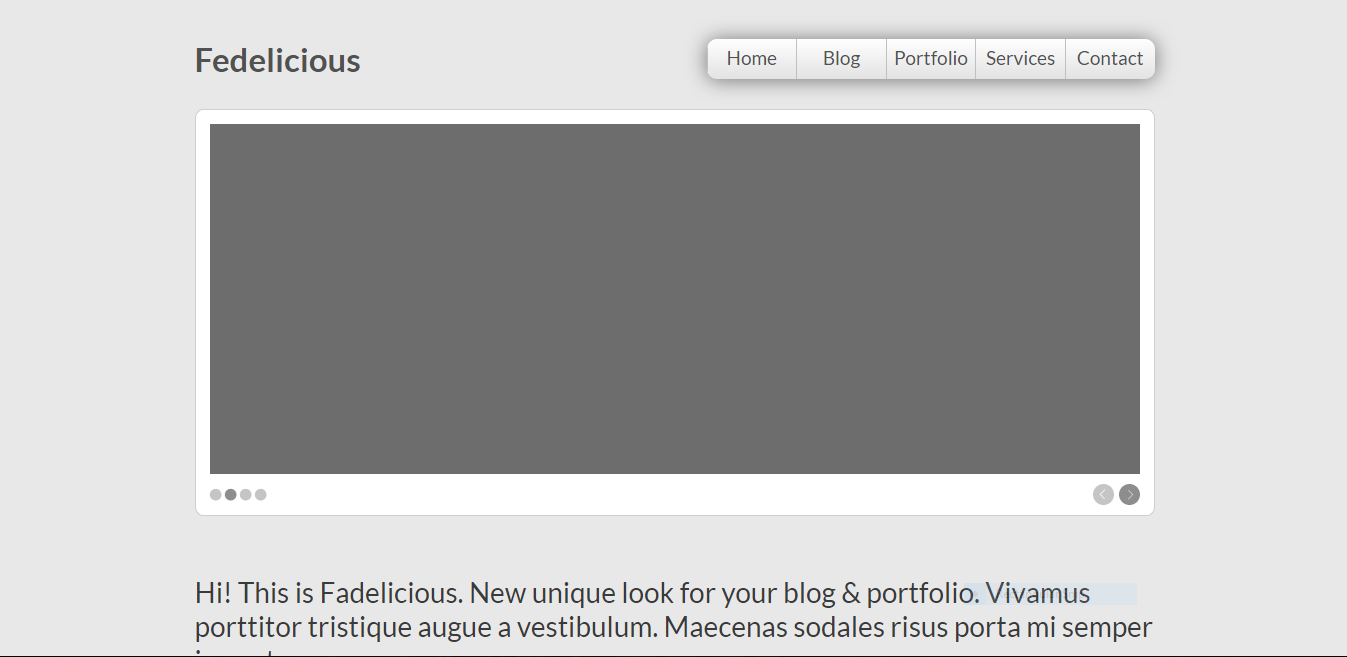 Fedelicious
Home Blog Portfolio Services Contact
Hi! This is Fadelicious. New unique look for your blog & portfolio. Vivamus
porttitor tristique augue a vestibulum. Maecenas sodales risus porta mi semper